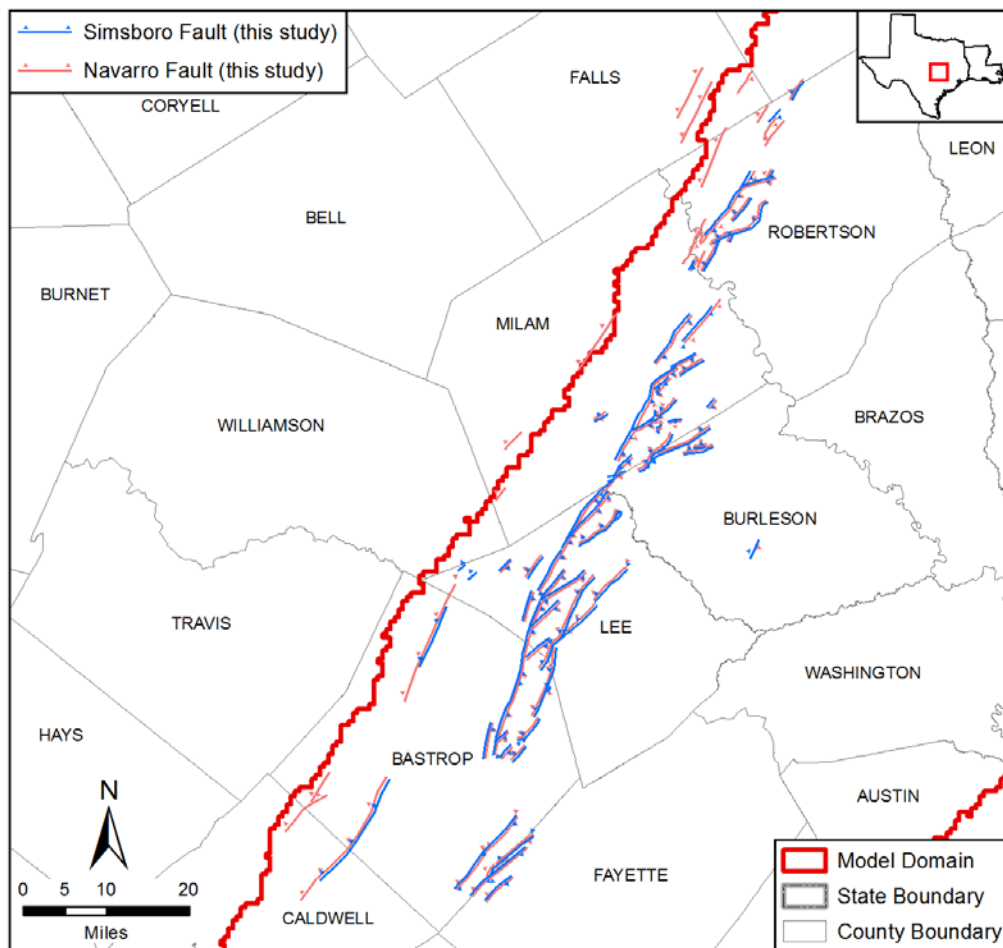 Simsboro Fault (this study)
Navarro Fault (this study)
FALLS
CORYELL
LEON
BELL
ROBERTSON
BURNET
MILAM
BRAZOS
WILLIAMSON
BURLESON
TRAVIS
LEE
WASHINGTON
HAYS
BASTROP
N
AUSTIN
Model Domain
FAYETTE
State Boundary
0 5 10 20
CALDWELL
Miles
County Boundary